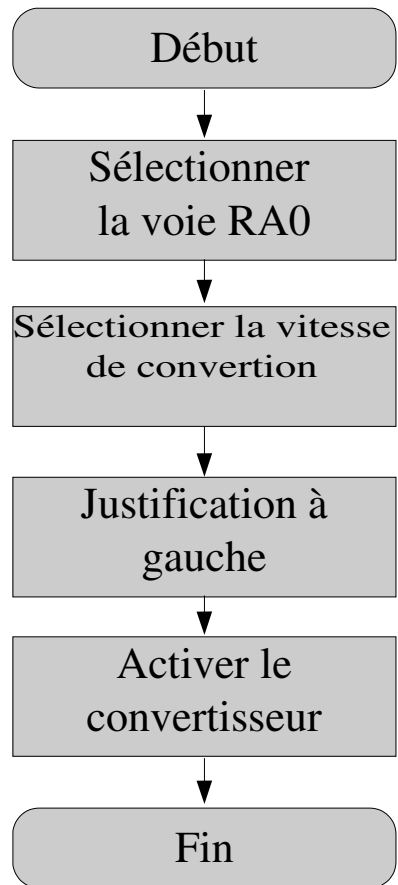 Début
Sélectionner
la voie RA0
Sélectionner la vitesse
de convertion
Justification à
gauche
Activer le
convertisseur
Fin